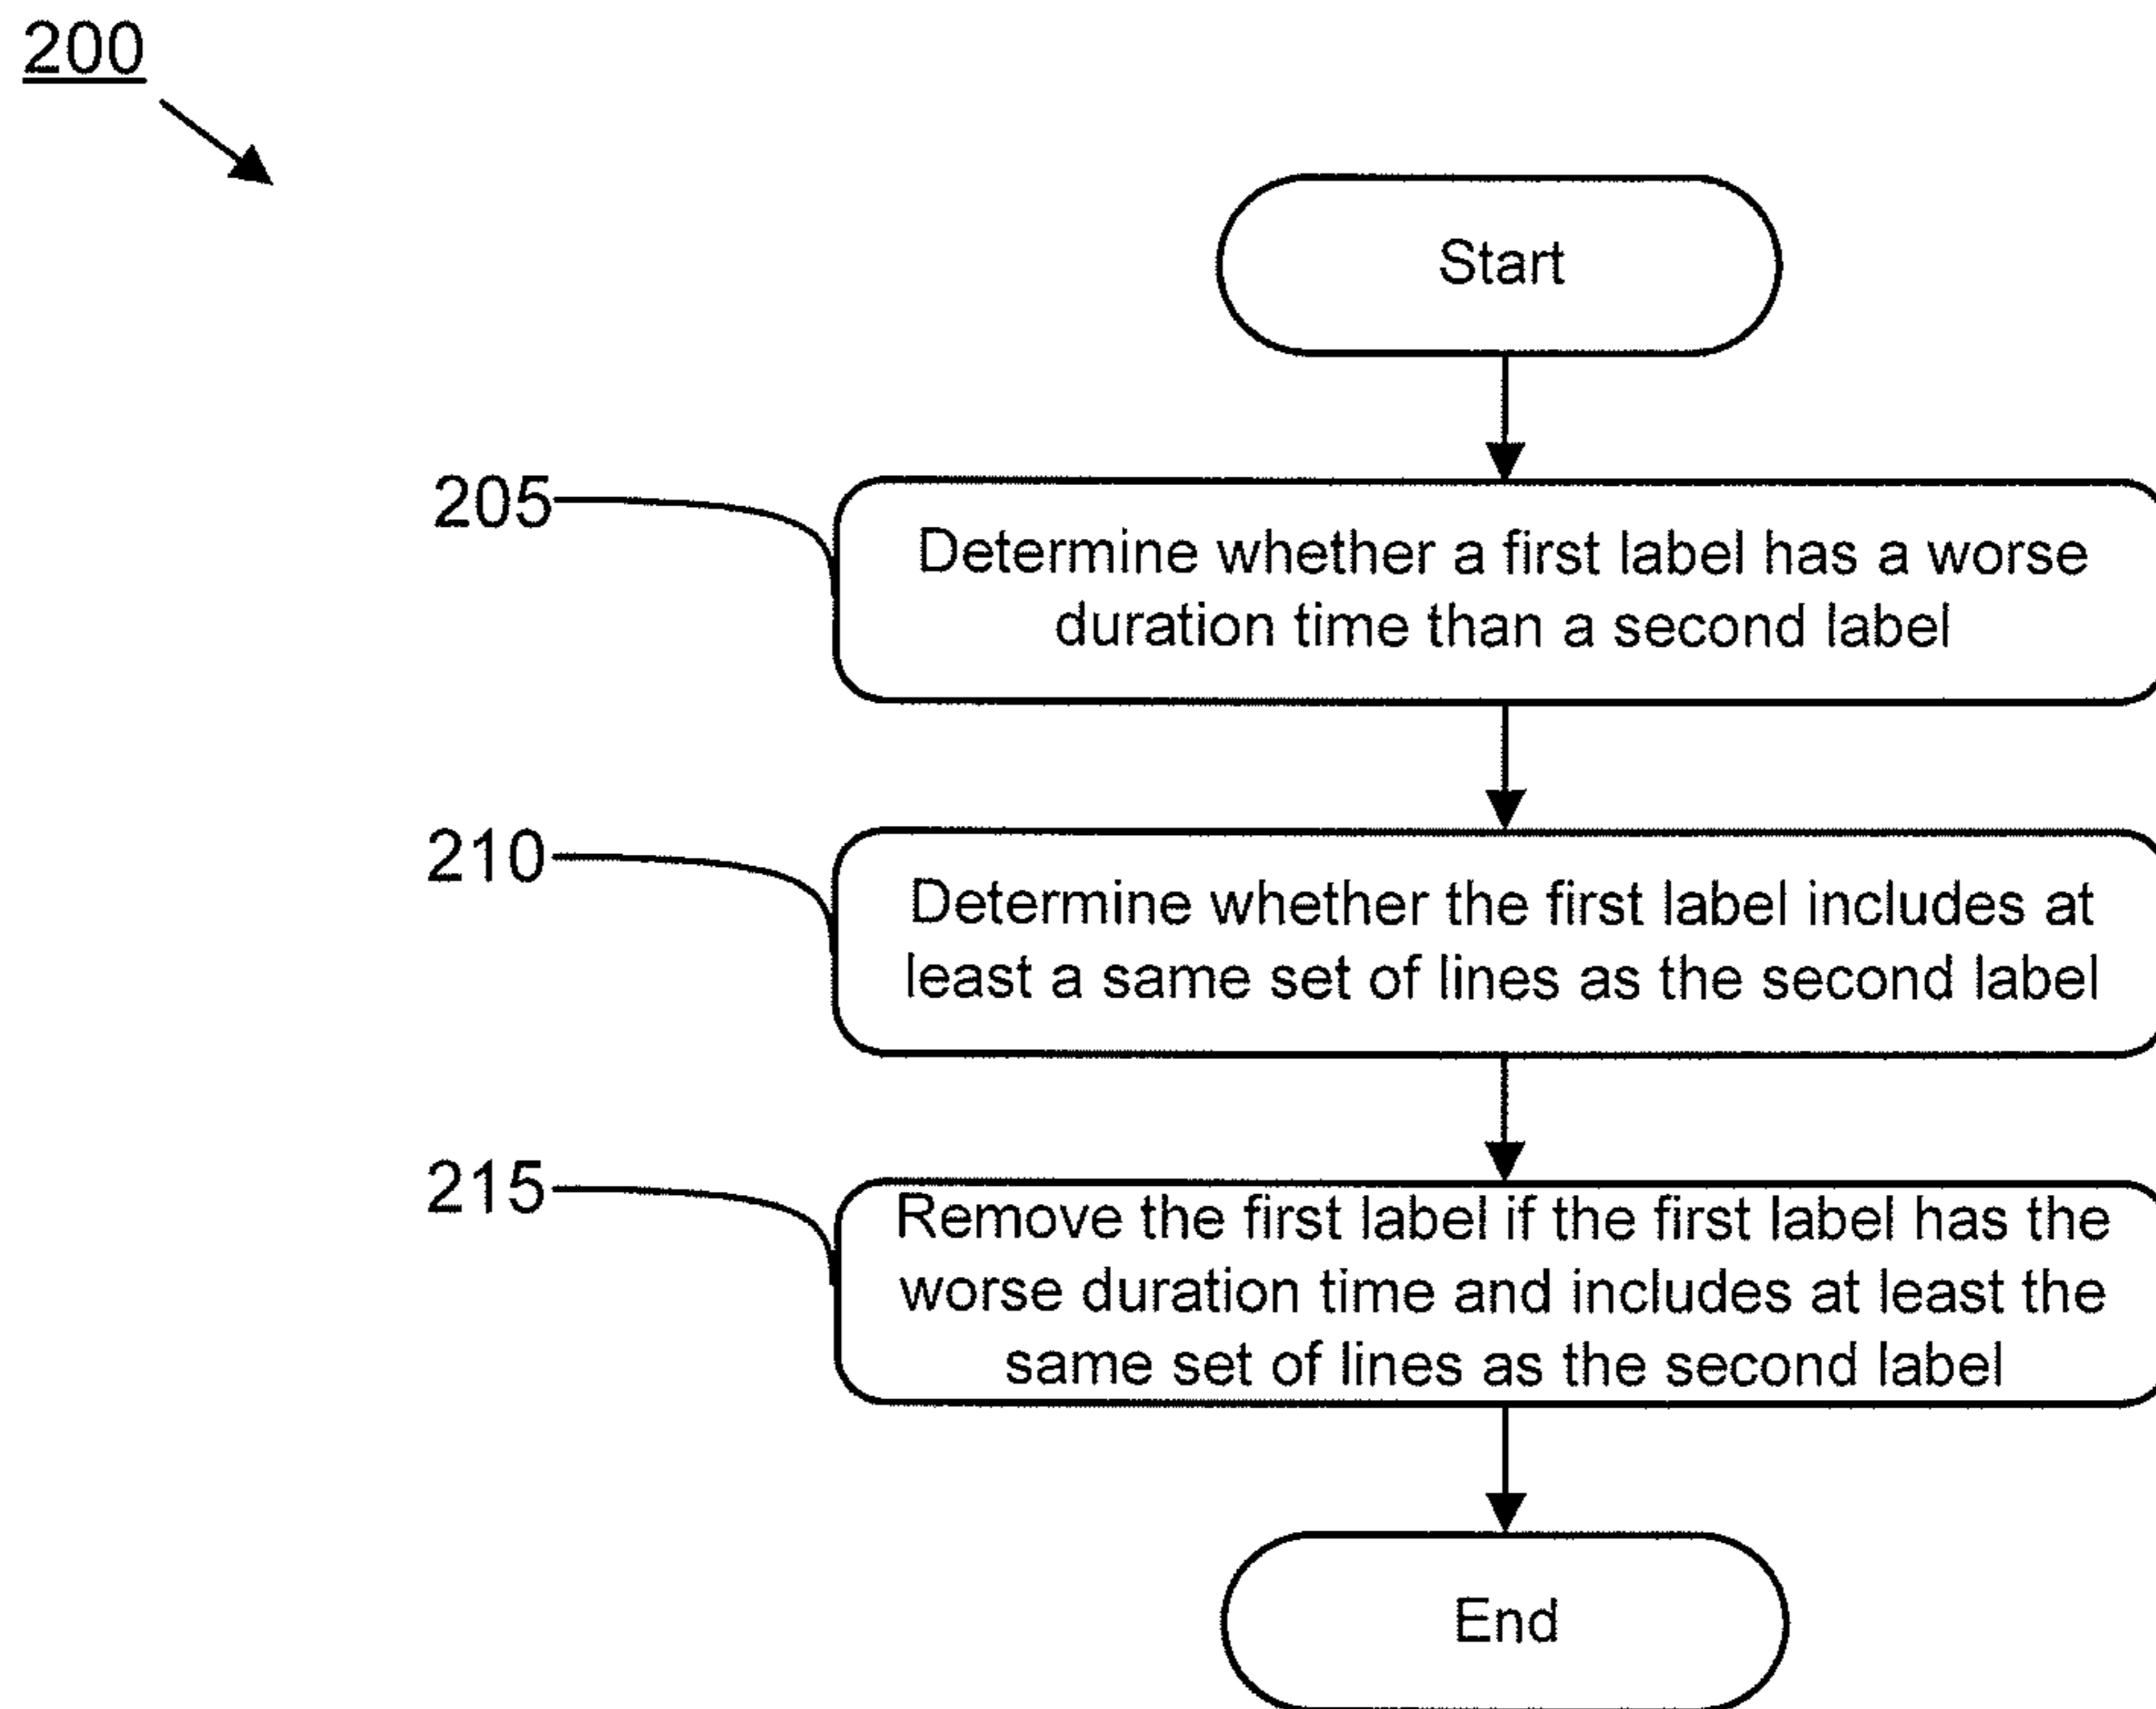 200
Start
205
Determine whether a first label has a worse
duration time than a second label
210
Determine whether the first label includes at
least a same set of lines as the second label
215
Remove the first label if the first label has the
worse duration time and includes at least the
same set of lines as the second label
End